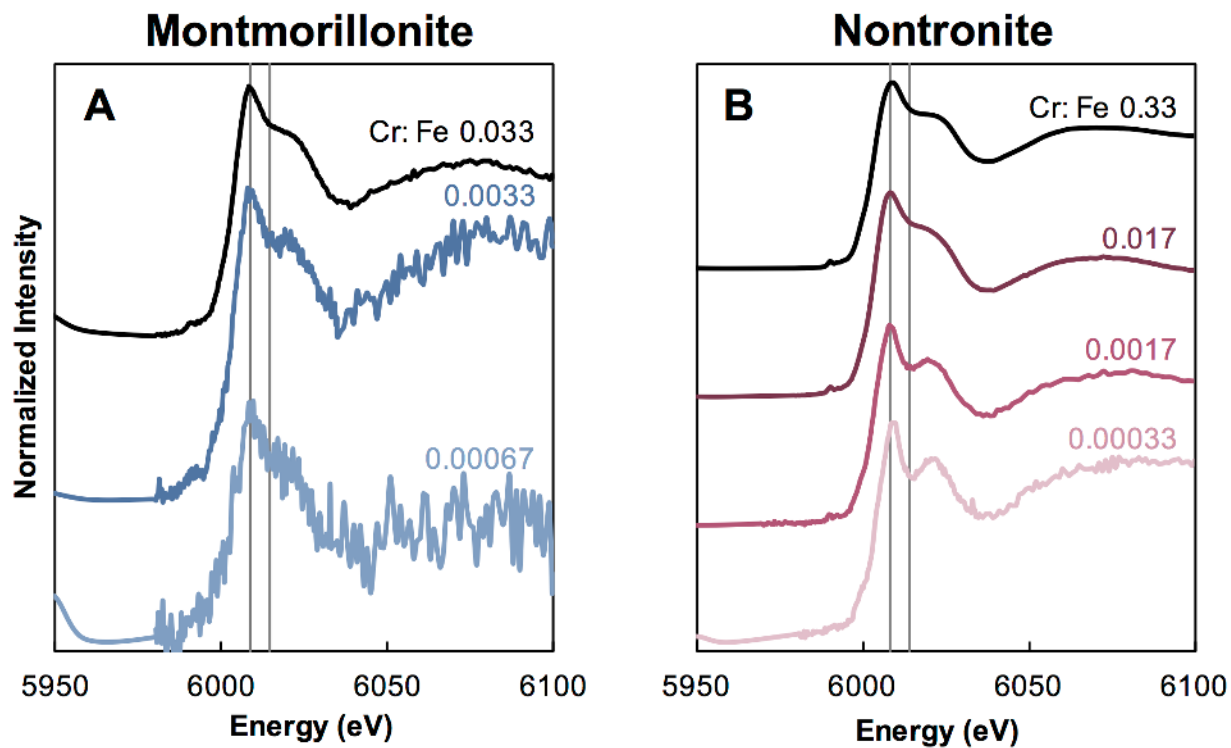 Montmorillonite
Nontronite
A
Cr: Fe 0.033
0.0033
0.00067
B
Cr: Fe 0.33
0.017
0.0017
0.00033
Normalized Intensity
5950 6000 6050 6100
Energy (eV)
5950 6000 6050 6100
Energy (eV)